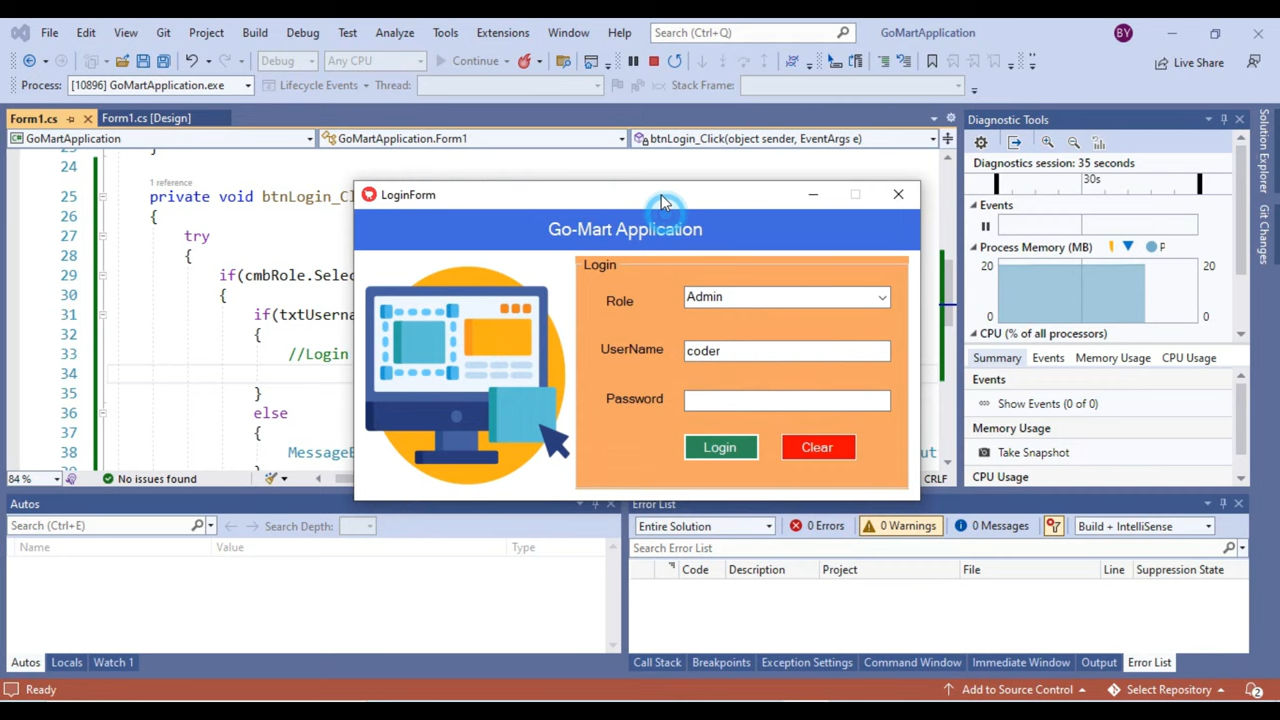 File Edit View Git Project Build Debug Test Analyze Tools Extensions Window Help Search (Ctrl+Q) GoMartApplication BY
Debug Any CPU Continue Live Share
Process: [10896] GoMartApplication.exe Lifecycle Events Thread: Stack Frame:
Form1.cs Form1.cs [Design]
GoMartApplication GoMartApplication.Form1 btnLogin_Click(object sender, EventArgs e)
24
1 reference
25 private void btnLogin_
26 {
27 try
28 {
29 if(cmbRole.Selec
30 {
31 if(txtUserna
32 {
33 //Login
34
35 }
36 else
37 {
38 MessageB
84 % No issues found CRLF
LoginForm
Go-Mart Application
Login
Role Admin
UserName coder
Password
Login Clear
Diagnostic Tools
Diagnostics session: 35 seconds
30s
Events
Process Memory (MB) P
20 20
0 0
CPU (% of all processors)
Summary Events Memory Usage CPU Usage
Events
Show Events (0 of 0)
Memory Usage
Take Snapshot
CPU Usage
Solution Explorer
Git Changes
Autos
Search (Ctrl+E) Search Depth:
Name Value Type
Autos Locals Watch 1
Error List
Entire Solution 0 Errors 0 Warnings 0 Messages Build + IntelliSense
Search Error List
Code Description Project File Line Suppression State
Call Stack Breakpoints Exception Settings Command Window Immediate Window Output Error List
Ready Add to Source Control Select Repository 2